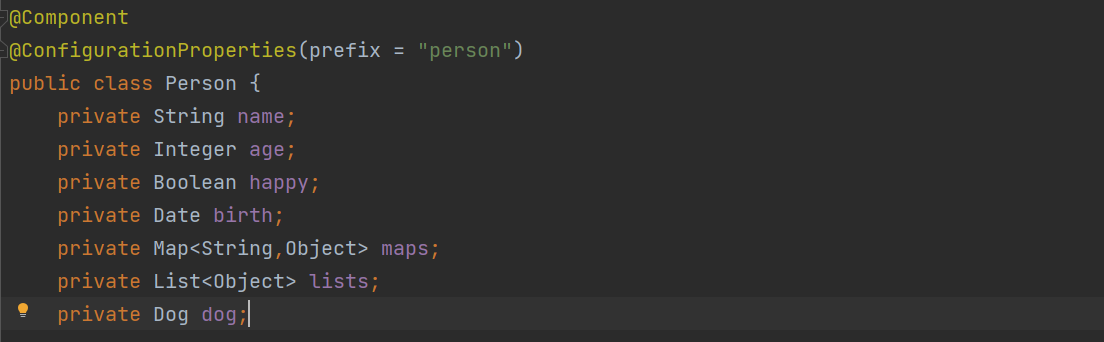 @Component
@ConfigurationProperties(prefix = "person")
public class Person {
    private String name;
    private Integer age;
    private Boolean happy;
    private Date birth;
    private Map<String,Object> maps;
    private List<Object> lists;
    private Dog dog;